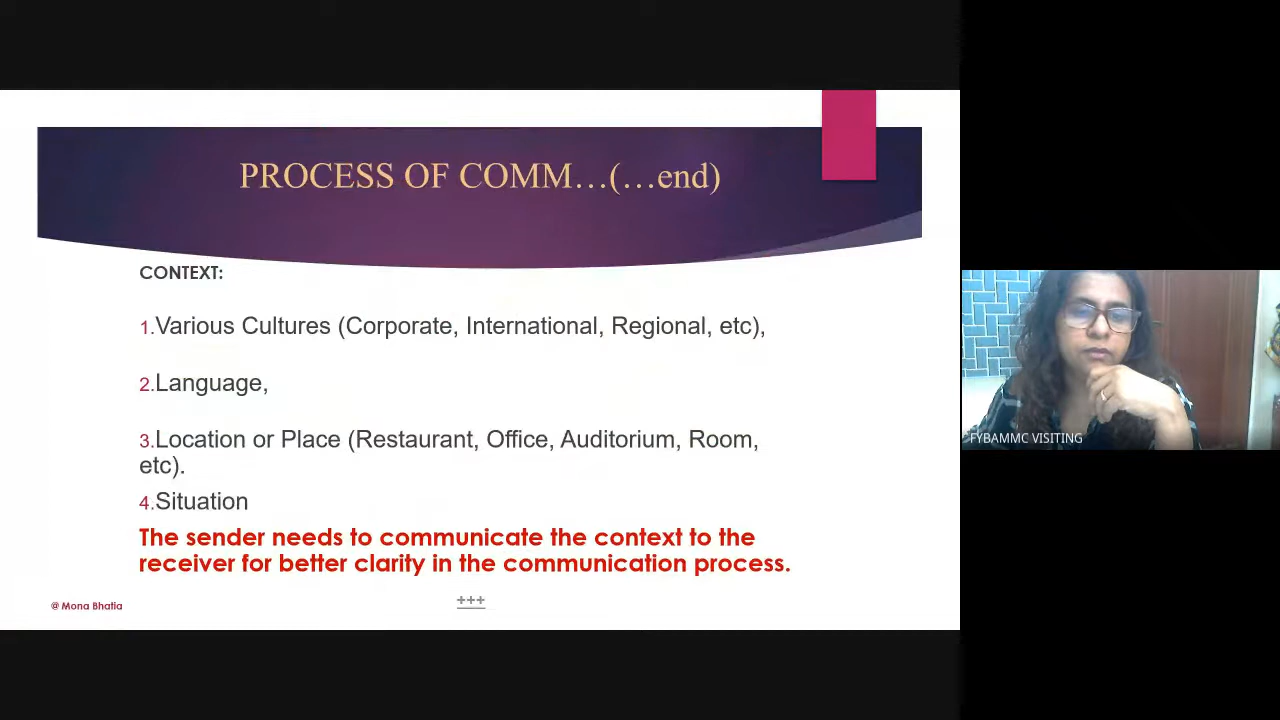 PROCESS OF COMM…(…end)
CONTEXT:
1.Various Cultures (Corporate, International, Regional, etc),
2.Language,
3.Location or Place (Restaurant, Office, Auditorium, Room,
etc).
4.Situation
The sender needs to communicate the context to the
receiver for better clarity in the communication process.
@ Mona Bhatia
+++
FYBAMMC VISITING